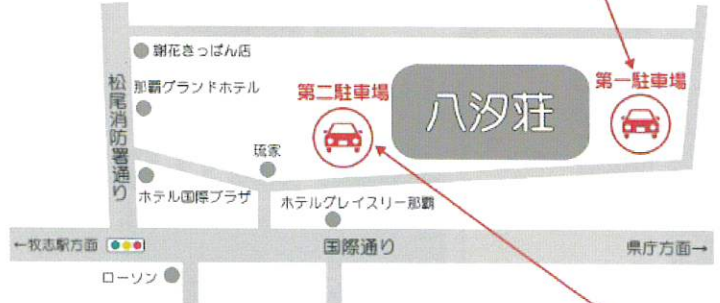 謝花きっぱん店
松尾消防署通り
那覇グランドホテル
第二駐車場
八汐荘
第一駐車場
琉家
ホテル国際プラザ
ホテルグレイスリー那覇
←牧志駅方面
国際通り
県庁方面→
ローソン